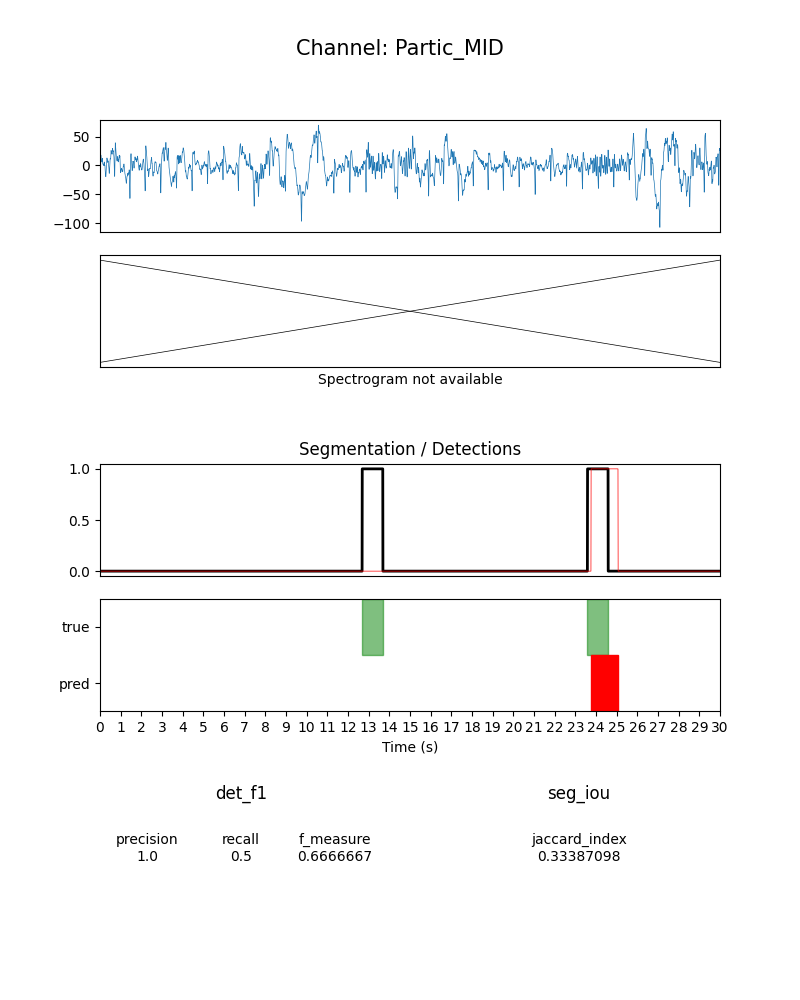 Channel: Partic_MID
50
0
−50
−100
Spectrogram not available
Segmentation / Detections
1.0
0.5
0.0
true
pred
0 1 2 3 4 5 6 7 8 9 10 11 12 13 14 15 16 17 18 19 20 21 22 23 24 25 26 27 28 29 30
Time (s)
det_f1 seg_iou
precision recall f_measure jaccard_index
1.0 0.5 0.6666667 0.33387098